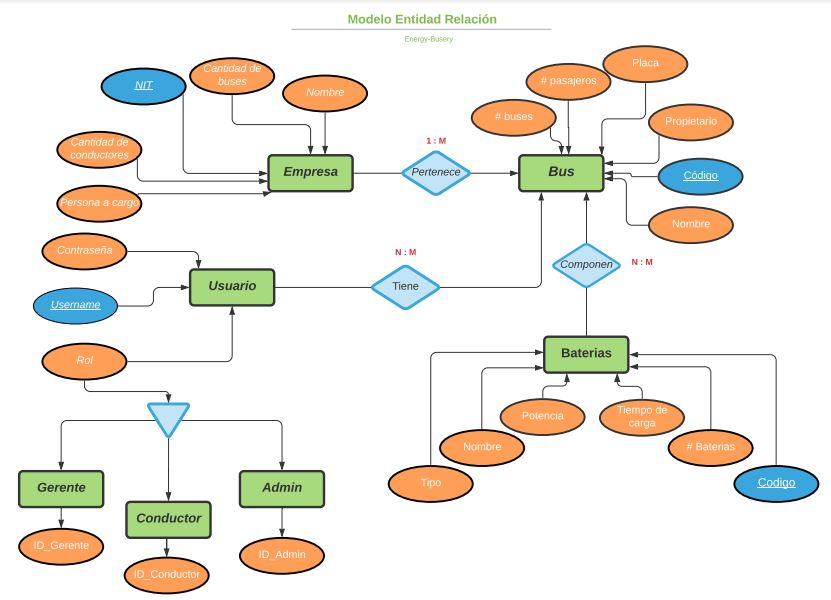 Modelo Entidad Relación
Energy-Busery
NIT
Cantidad de
buses
Nombre
Cantidad de
conductores
Persona a cargo
Empresa
1 : M
Pertenece
# buses
# pasajeros
Placa
Propietario
Código
Nombre
Bus
Contraseña
Username
Rol
Usuario
N : M
Tiene
Componen
N : M
Baterias
Tipo
Nombre
Potencia
Tiempo de
carga
# Baterias
Codigo
Gerente
Conductor
Admin
ID_Gerente
ID_Conductor
ID_Admin